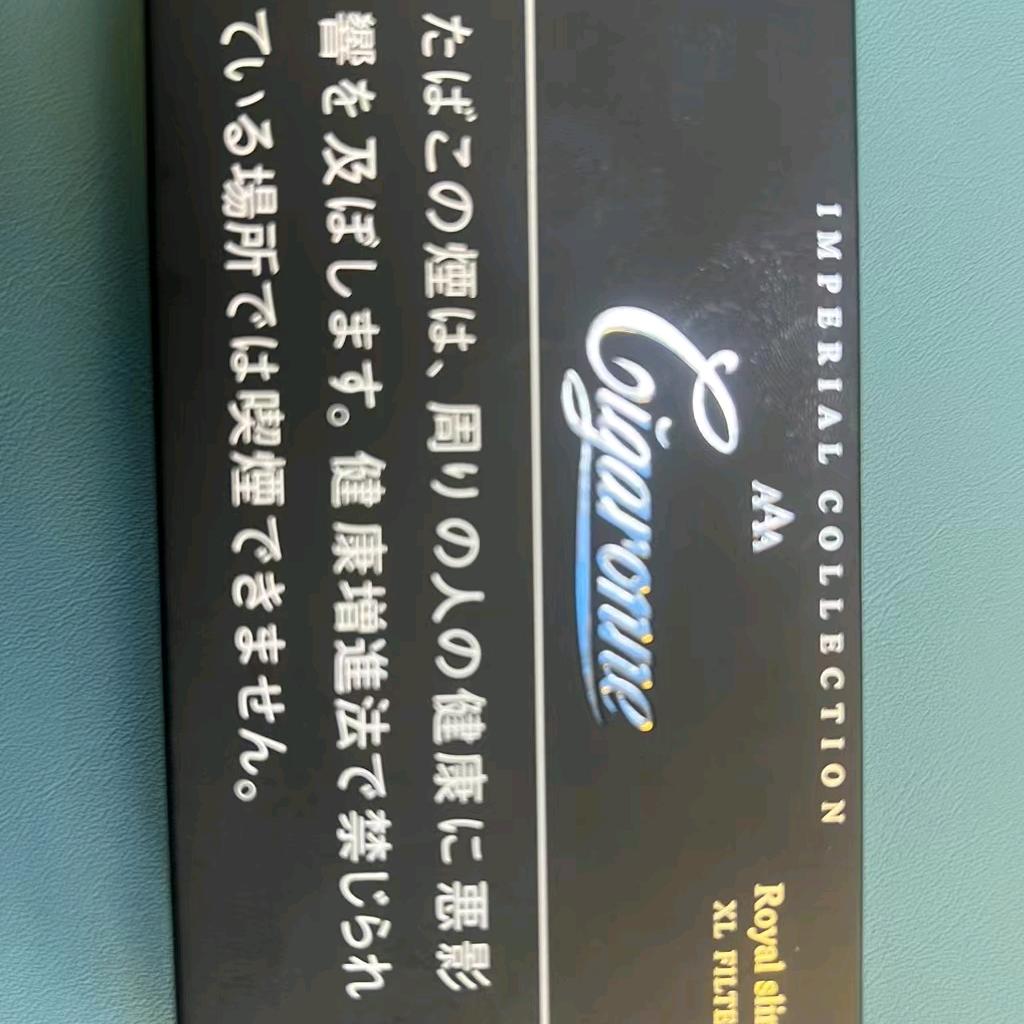 IMPERIAL COLLECTION
AAA
Cigaronne
Royal
XL
たばこの煙は、周りの人の健康に悪影
響を及ぼします。健康増進法で禁じられ
ている場所では喫煙できません。